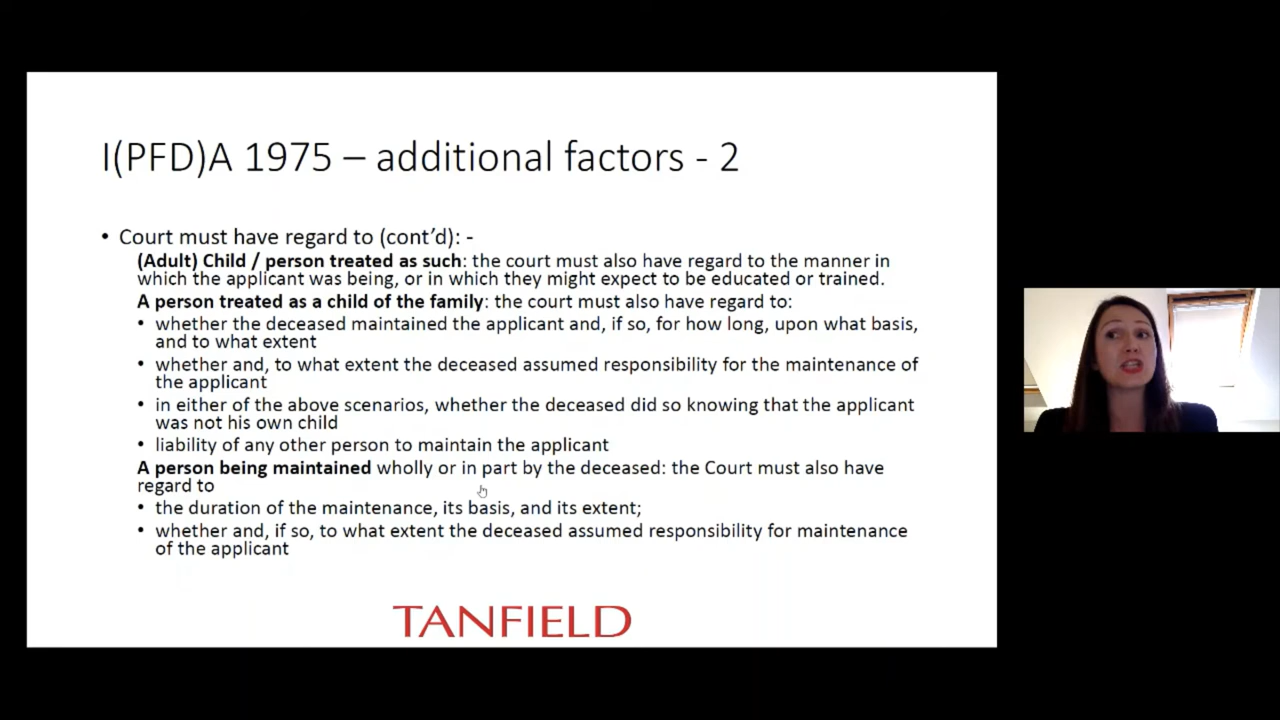 I(PFD)A 1975 – additional factors - 2
• Court must have regard to (cont’d): -
(Adult) Child / person treated as such: the court must also have regard to the manner in
which the applicant was being, or in which they might expect to be educated or trained.
A person treated as a child of the family: the court must also have regard to:
• whether the deceased maintained the applicant and, if so, for how long, upon what basis,
and to what extent
• whether and, to what extent the deceased assumed responsibility for the maintenance of
the applicant
• in either of the above scenarios, whether the deceased did so knowing that the applicant
was not his own child
• liability of any other person to maintain the applicant
A person being maintained wholly or in part by the deceased: the Court must also have
regard to
• the duration of the maintenance, its basis, and its extent;
• whether and, if so, to what extent the deceased assumed responsibility for maintenance
of the applicant
TANFIELD